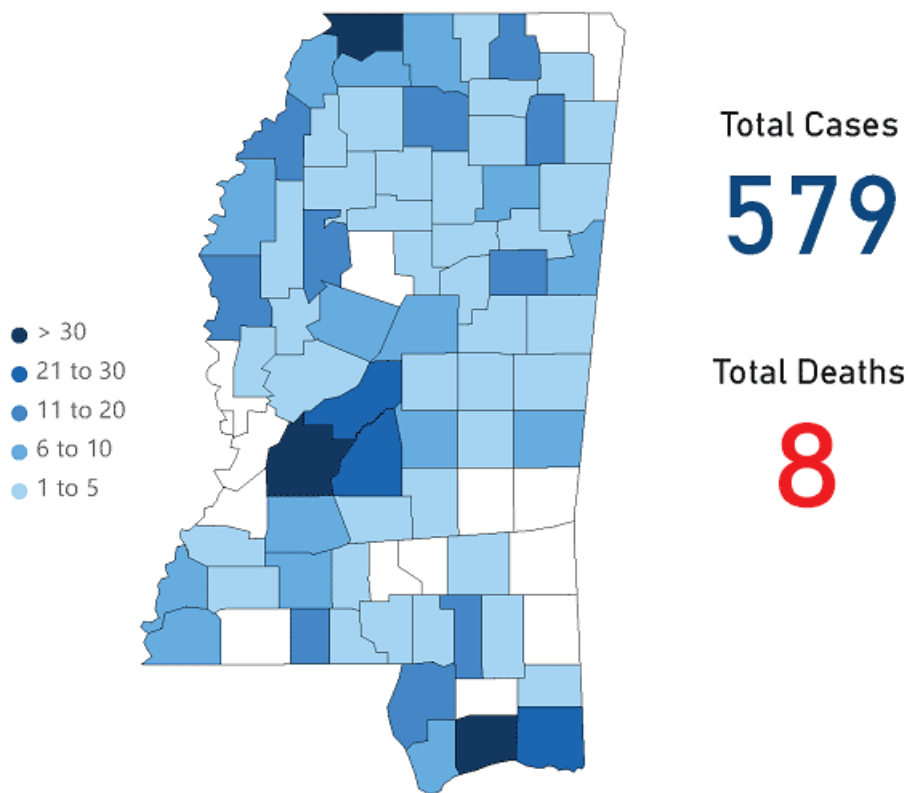 Total Cases
579
> 30
21 to 30
11 to 20
6 to 10
1 to 5
Total Deaths
8